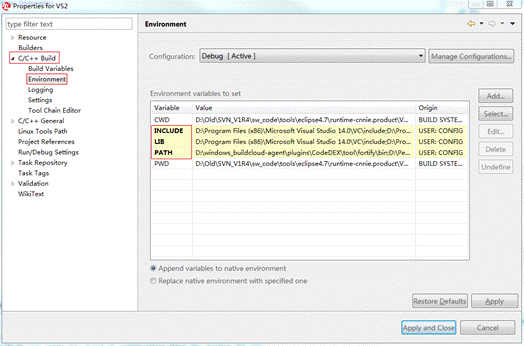 Properties for VS2
type filter text
Resource
Builders
C/C++ Build
Build Variables
Environment
Logging
Settings
Tool Chain Editor
C/C++ General
Linux Tools Path
Project References
Run/Debug Settings
Task Repository
Task Tags
Validation
WikiText
Environment
Configuration: Debug [ Active ] Manage Configurations...
Environment variables to set
Variable Value Origin
CWD D:\Old\SVN_V1R4\sw_code\tools\eclipse4.7\runtime-cnnie.product\V... BUILD SYSTE...
INCLUDE D:\Program Files (x86)\Microsoft Visual Studio 14.0\VC\include;D:\Pro... USER: CONFIG
LIB D:\Program Files (x86)\Microsoft Visual Studio 14.0\VC\lib;D:\Program... USER: CONFIG
PATH D:\windows_buildcloud-agent\plugins\CodeDEX\tool\fortify\bin;D:\Pe... USER: CONFIG
PWD D:\Old\SVN_V1R4\sw_code\tools\eclipse4.7\runtime-cnnie.product\V... BUILD SYSTE...
Add...
Select...
Edit...
Delete
Undefine
Append variables to native environment
Replace native environment with specified one
Restore Defaults Apply
Apply and Close Cancel